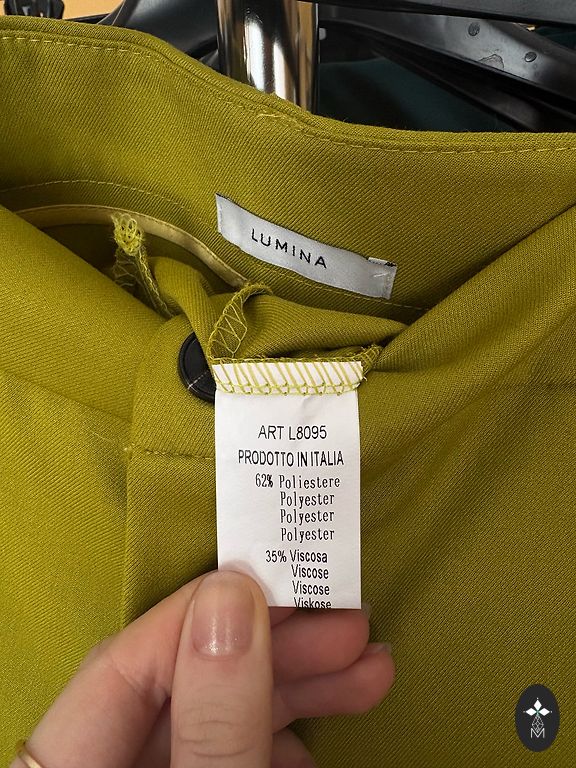 LUMINA
ART L8095
PRODOTTO IN ITALIA
62% Poliestere
Polyester
Polyester
Polyester
35% Viscosa
Viscose
Viscose
Viskose
M